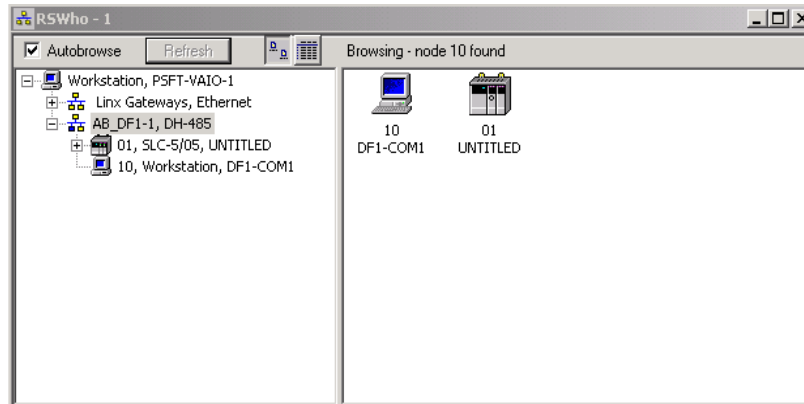 RSWho - 1
Autobrowse
Refresh
Browsing - node 10 found
Workstation, PSFT-VAIO-1
Linx Gateways, Ethernet
AB_DF1-1, DH-485
01, SLC-5/05, UNTITLED
10, Workstation, DF1-COM1
10
DF1-COM1
01
UNTITLED